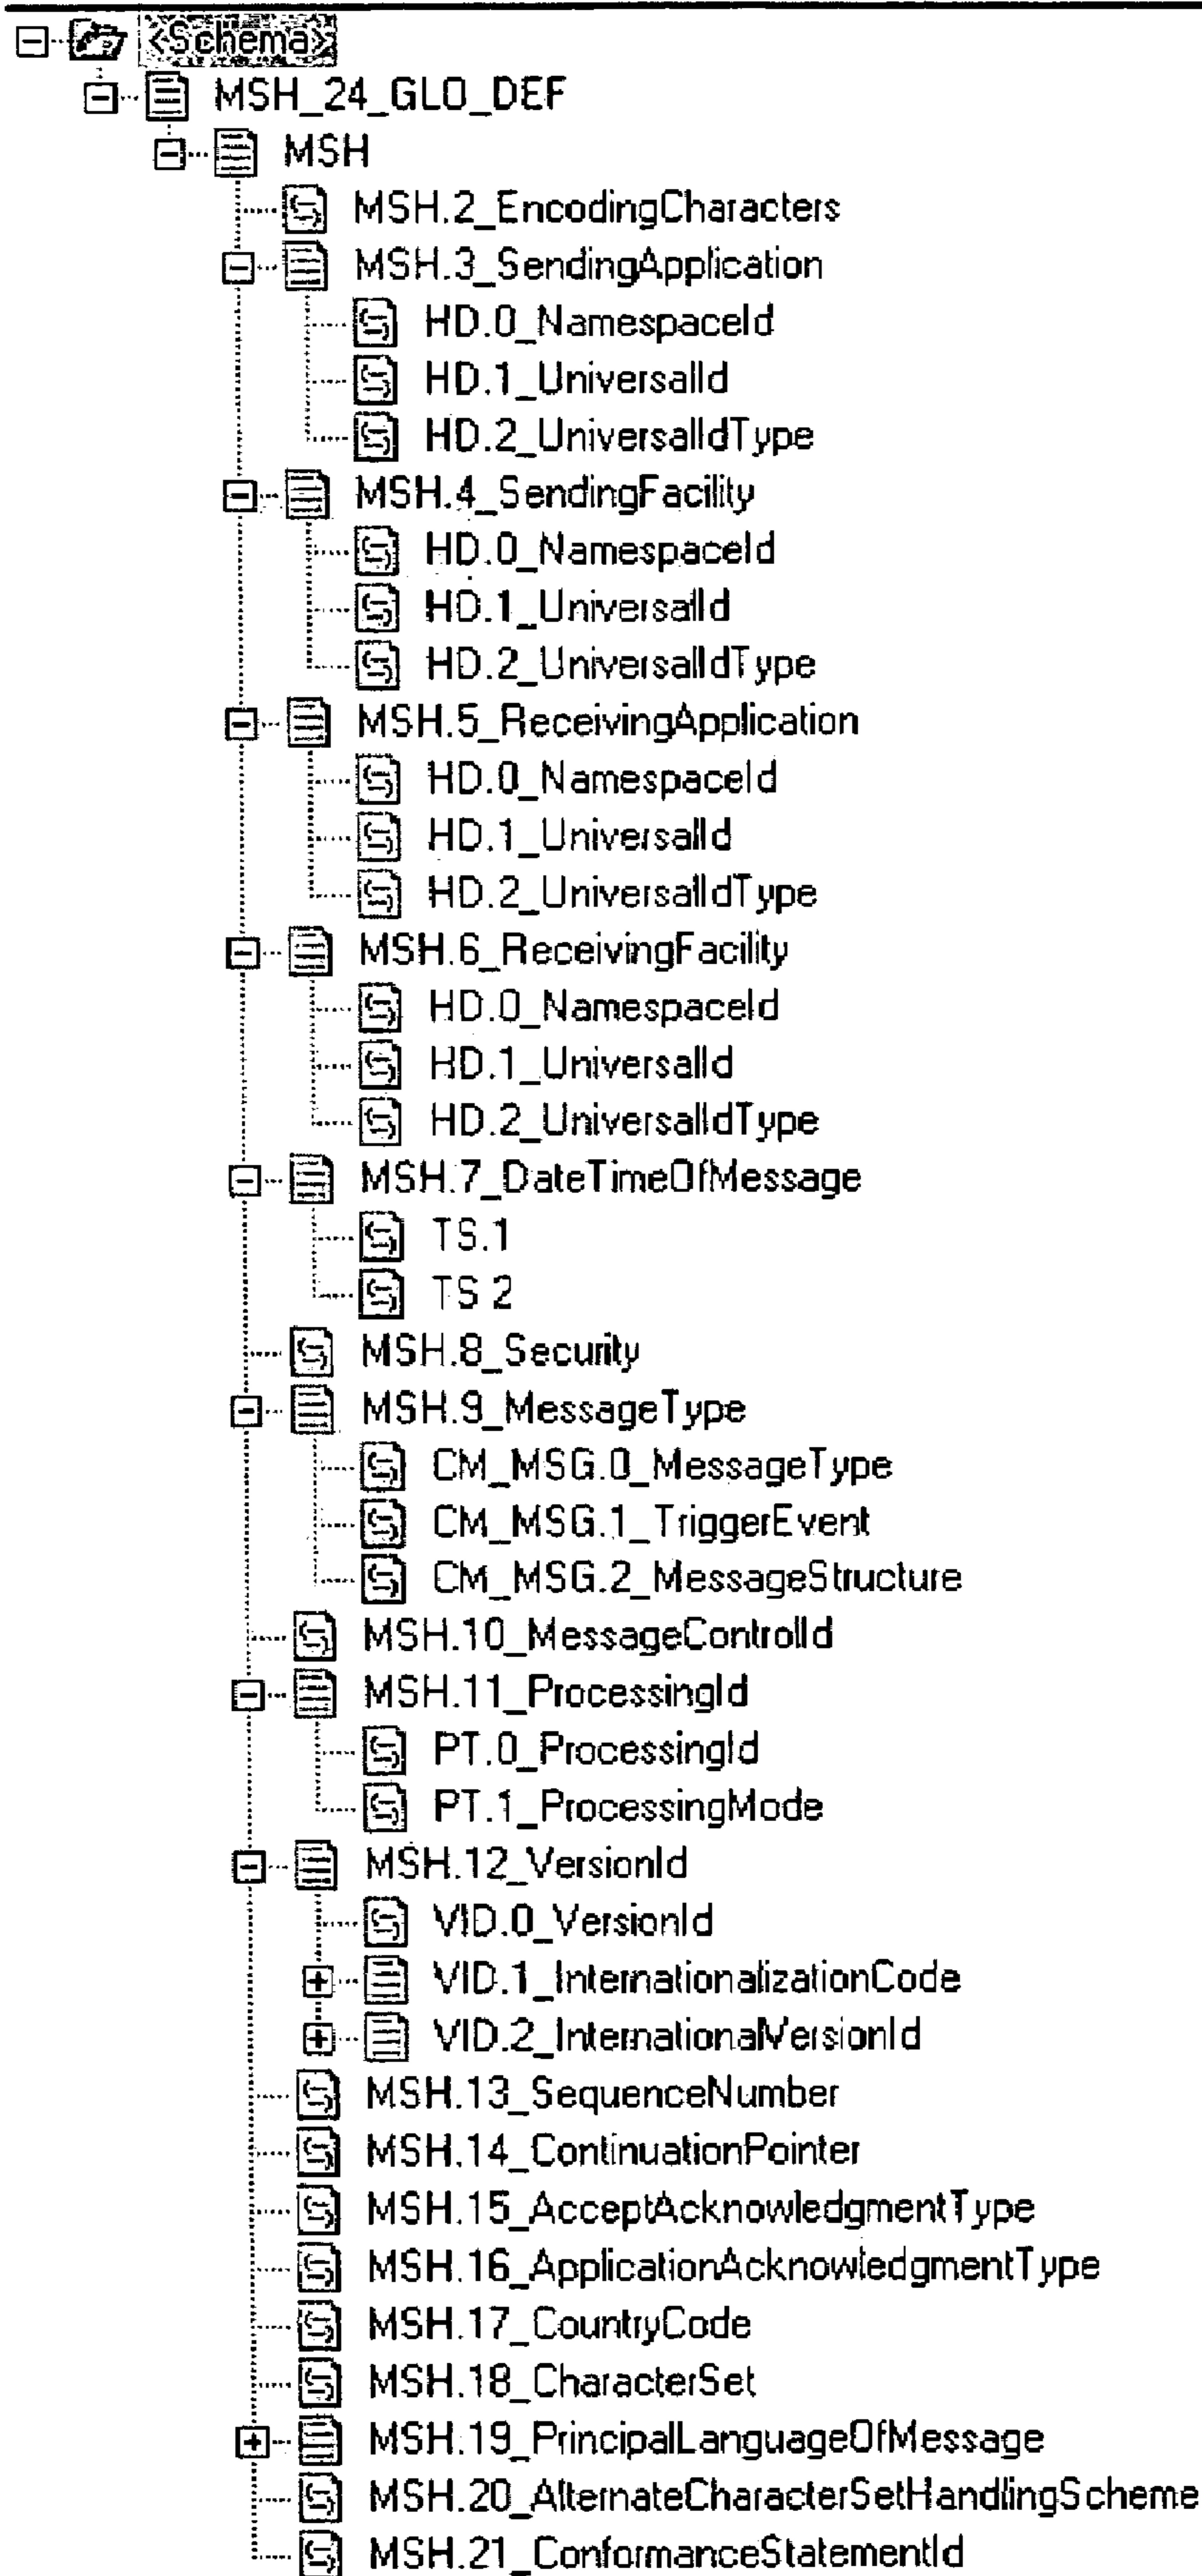 <Schema>
MSH_24_GLO_DEF
MSH
MSH.2_EncodingCharacters
MSH.3_SendingApplication
HD.0_NamespaceId
HD.1_UniversalId
HD.2_UniversalIdType
MSH.4_SendingFacility
HD.0_NamespaceId
HD.1_UniversalId
HD.2_UniversalIdType
MSH.5_ReceivingApplication
HD.0_NamespaceId
HD.1_UniversalId
HD.2_UniversalIdType
MSH.6_ReceivingFacility
HD.0_NamespaceId
HD.1_UniversalId
HD.2_UniversalIdType
MSH.7_DateTimeOfMessage
TS.1
TS 2
MSH.8_Security
MSH.9_MessageType
CM_MSG.0_MessageType
CM_MSG.1_TriggerEvent
CM_MSG.2_MessageStructure
MSH.10_MessageControlId
MSH.11_ProcessingId
PT.0_ProcessingId
PT.1_ProcessingMode
MSH.12_VersionId
VID.0_VersionId
VID.1_InternationalizationCode
VID.2_InternationalVersionId
MSH.13_SequenceNumber
MSH.14_ContinuationPointer
MSH.15_AcceptAcknowledgmentType
MSH.16_ApplicationAcknowledgmentType
MSH.17_CountryCode
MSH.18_CharacterSet
MSH.19_PrincipalLanguageOfMessage
MSH.20_AlternateCharacterSetHandlingScheme
MSH.21_ConformanceStatementId